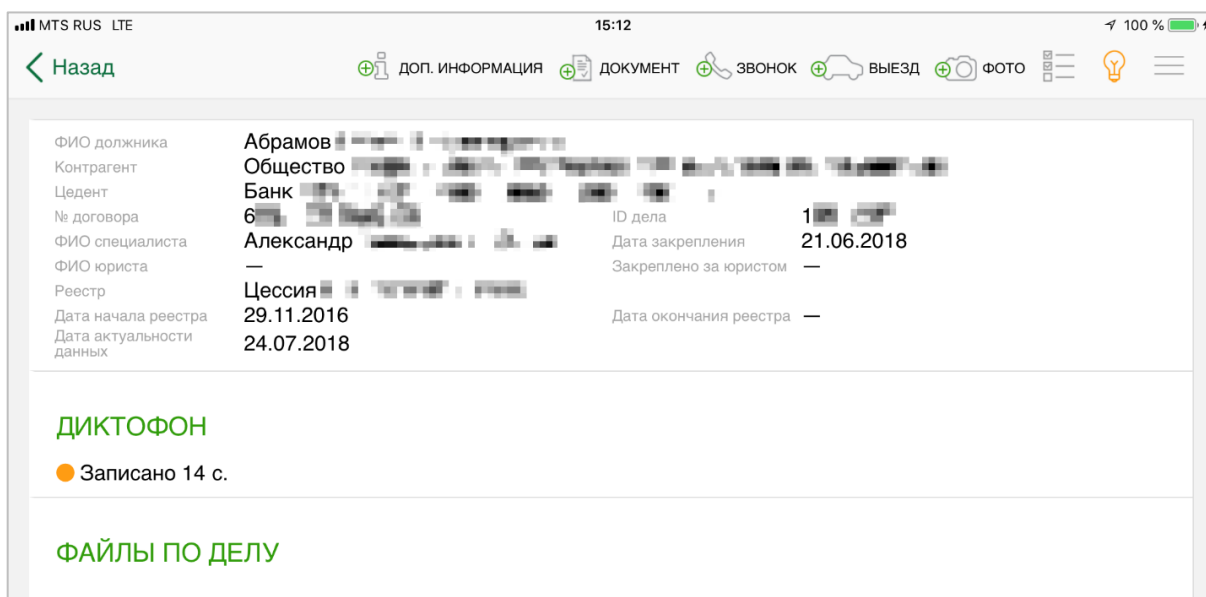 MTS RUS LTE 15:12 100 %
Назад ДОП. ИНФОРМАЦИЯ ДОКУМЕНТ ЗВОНОК ВЫЕЗД ФОТО
ФИО должника Абрамов
Контрагент Общество
Цедент Банк
№ договора 6 ID дела 1
ФИО специалиста Александр Дата закрепления 21.06.2018
ФИО юриста — Закреплено за юристом —
Реестр Цессия
Дата начала реестра 29.11.2016 Дата окончания реестра —
Дата актуальности данных 24.07.2018
ДИКТОФОН
Записано 14 с.
ФАЙЛЫ ПО ДЕЛУ